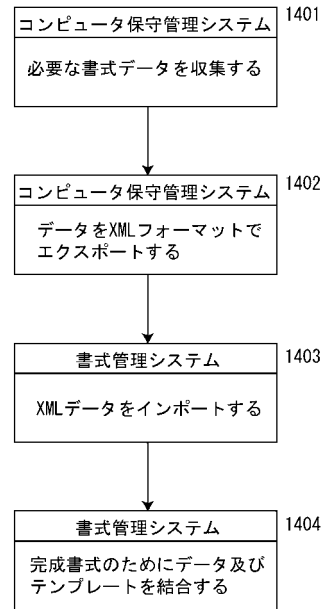 コンピュータ保守管理システム
1401
必要な書式データを収集する
コンピュータ保守管理システム
1402
データをXMLフォーマットで
エクスポートする
書式管理システム
1403
XMLデータをインポートする
書式管理システム
1404
完成書式のためにデータ及び
テンプレートを結合する